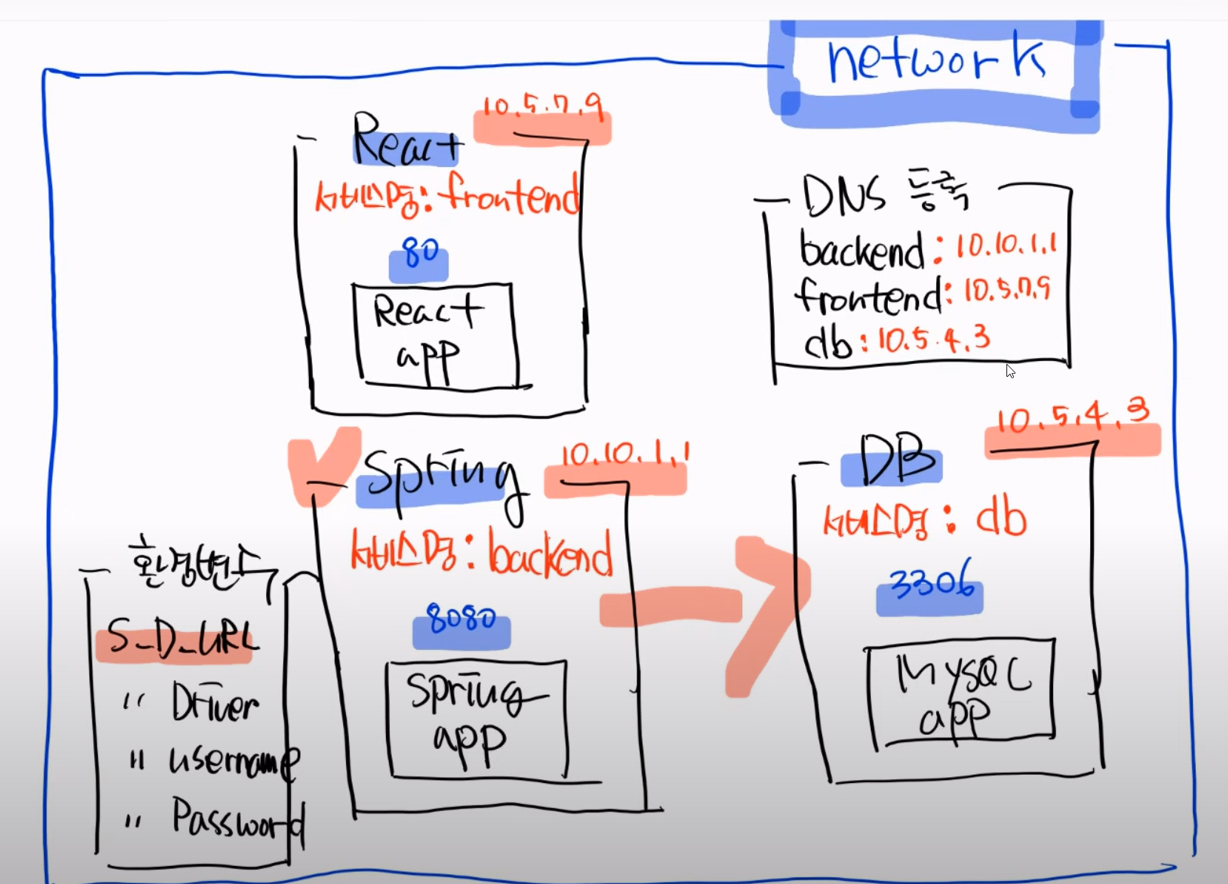 network
10.5.7.9
React
서비스명: frontend
80
React
app
DNS 등록
backend: 10.10.1.1
frontend: 10.5.7.9
db: 10.5.4.3
10.10.1.1
Spring
서비스명: backend
8080
Spring
app
환경변수
S_D_URL
" Driver
" username
" Password
10.5.4.3
DB
서비스명: db
3306
MySQL
app